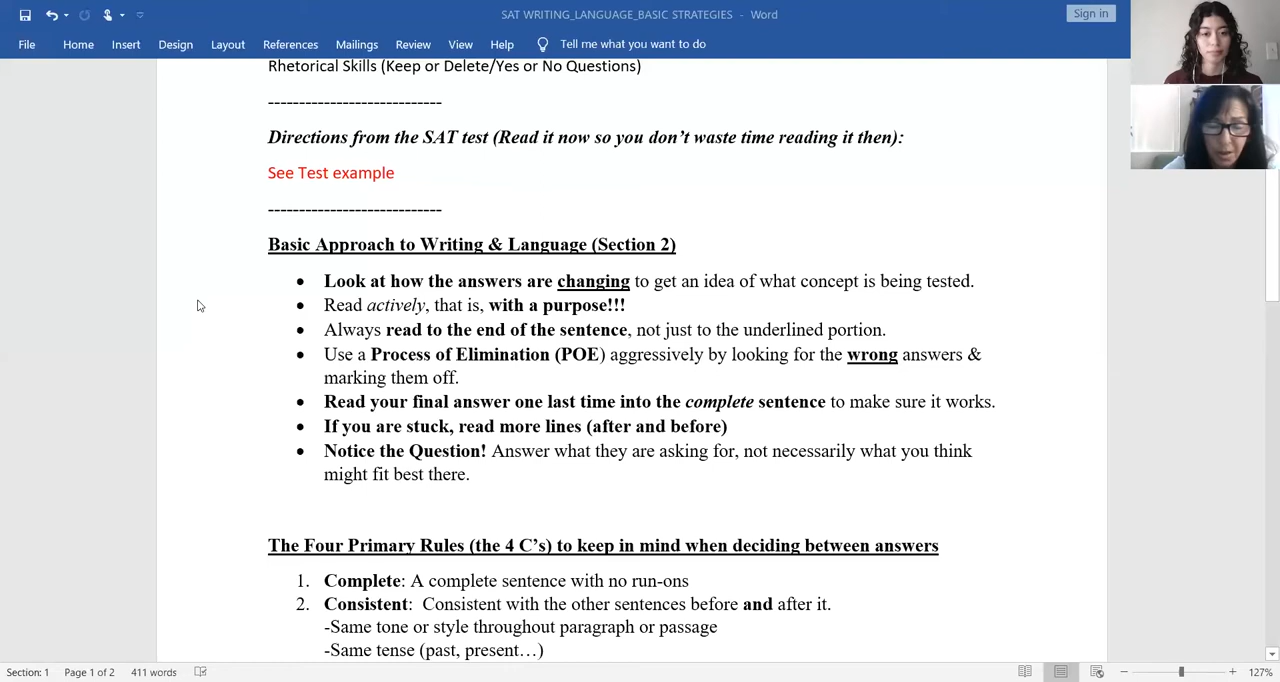 SAT WRITING_LANGUAGE_BASIC STRATEGIES - Word
Sign in
File Home Insert Design Layout References Mailings Review View Help Tell me what you want to do
Rhetorical Skills (Keep or Delete/Yes or No Questions)
----------------------------
Directions from the SAT test (Read it now so you don't waste time reading it then):
See Test example
----------------------------
Basic Approach to Writing & Language (Section 2)
• Look at how the answers are changing to get an idea of what concept is being tested.
• Read actively, that is, with a purpose!!!
• Always read to the end of the sentence, not just to the underlined portion.
• Use a Process of Elimination (POE) aggressively by looking for the wrong answers &
marking them off.
• Read your final answer one last time into the complete sentence to make sure it works.
• If you are stuck, read more lines (after and before)
• Notice the Question! Answer what they are asking for, not necessarily what you think
might fit best there.
The Four Primary Rules (the 4 C's) to keep in mind when deciding between answers
1. Complete: A complete sentence with no run-ons
2. Consistent: Consistent with the other sentences before and after it.
-Same tone or style throughout paragraph or passage
-Same tense (past, present…)
Section: 1 Page 1 of 2 411 words 127%